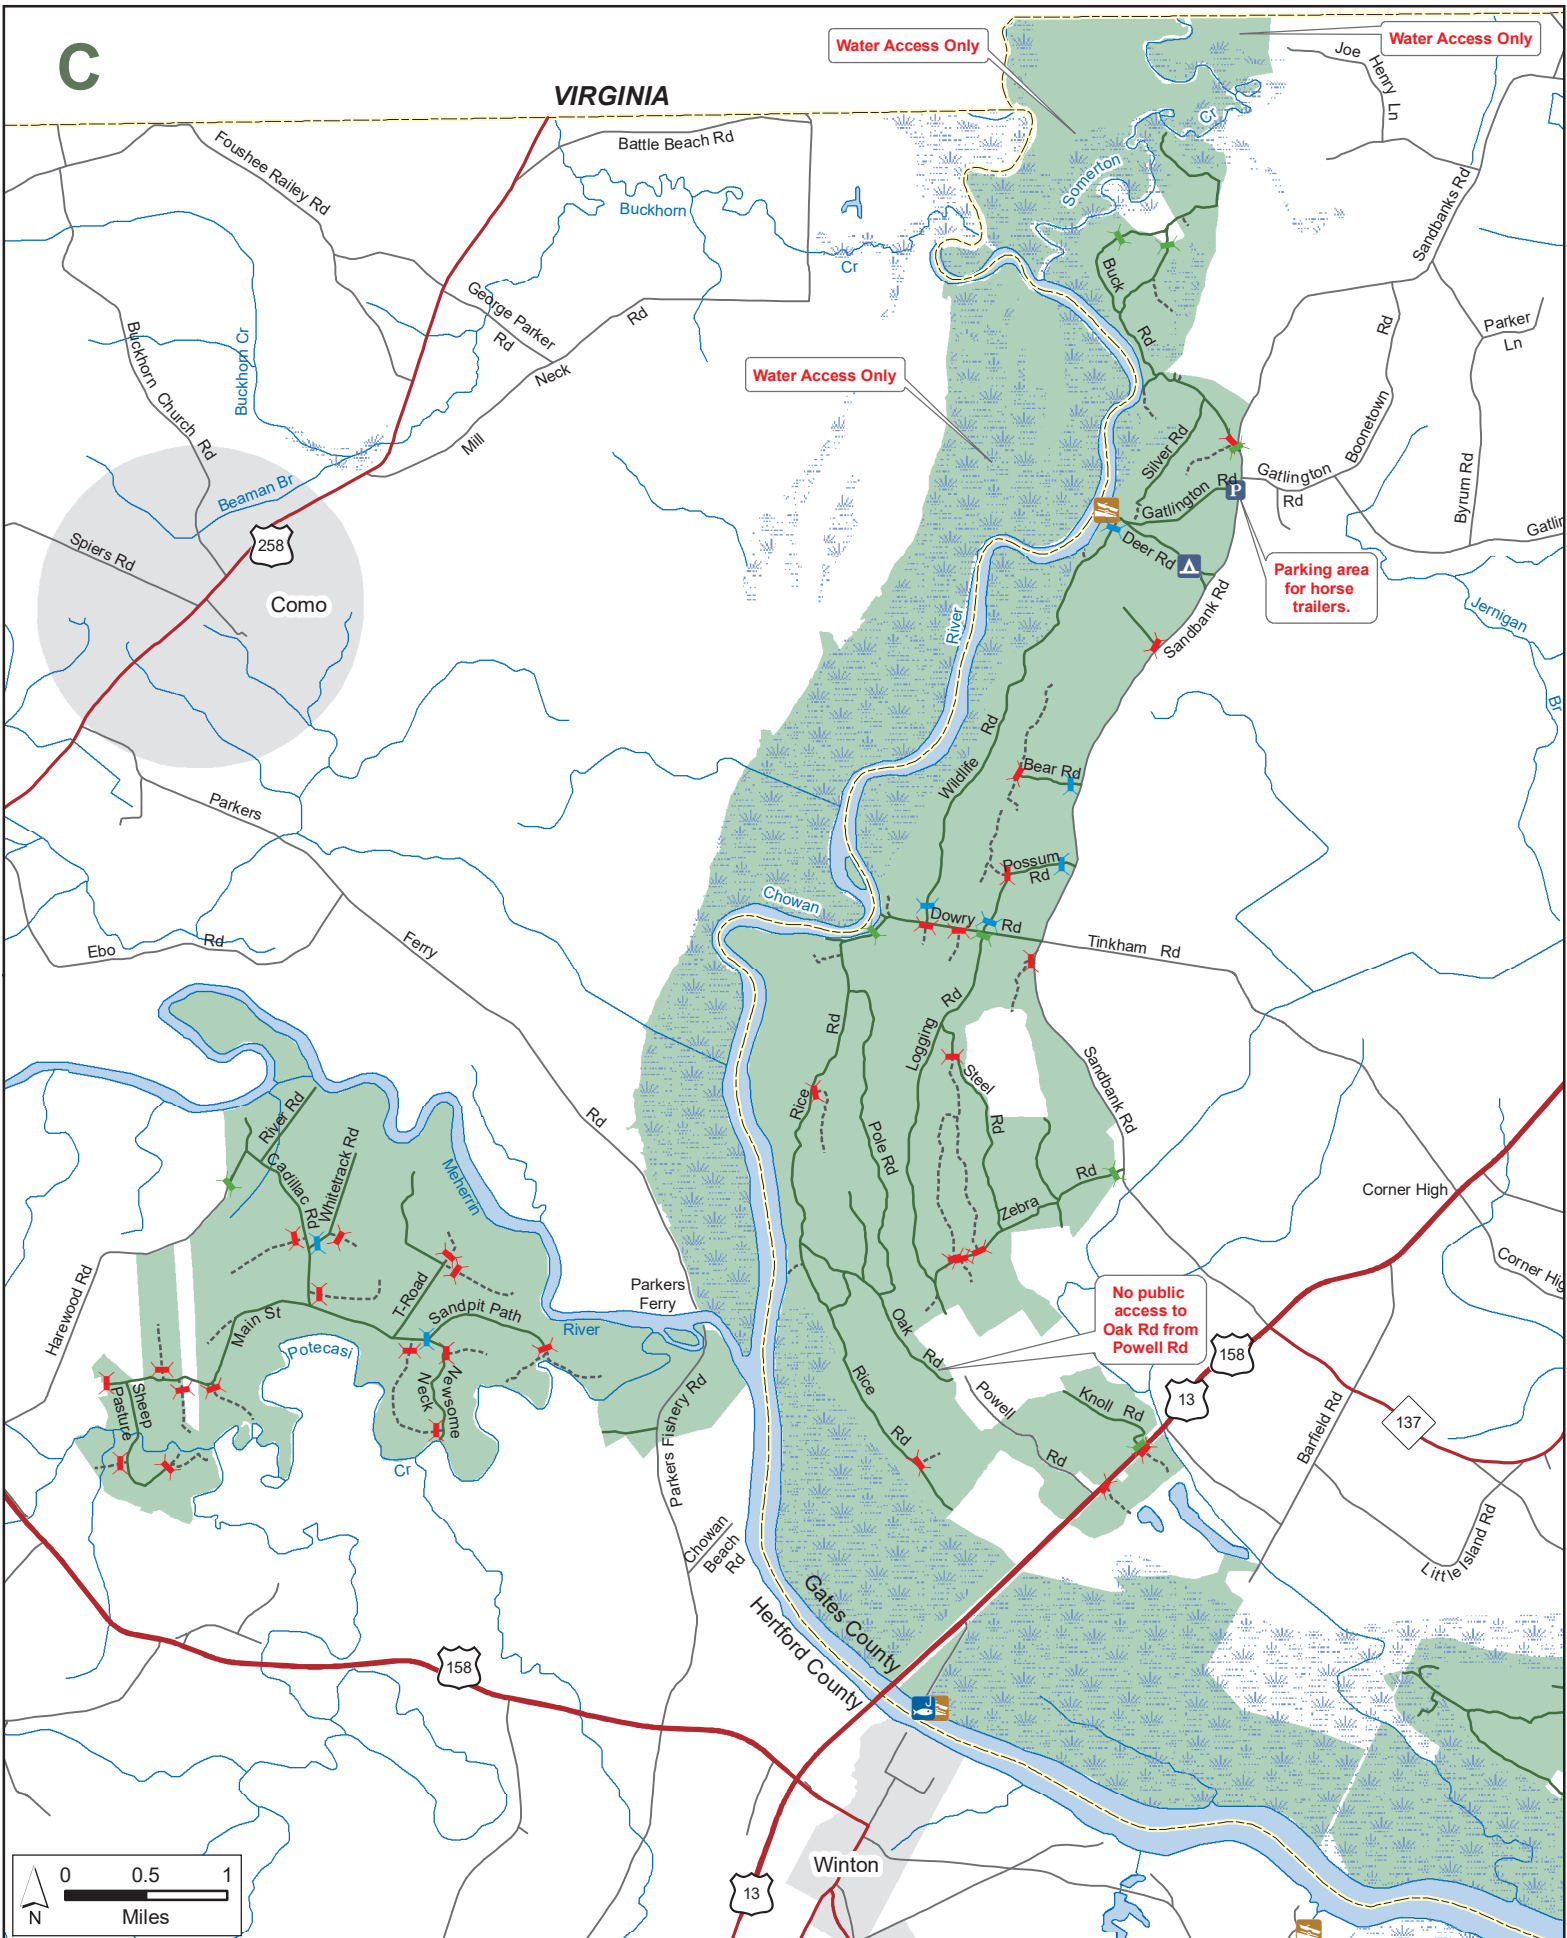 C
VIRGINIA
Water Access Only
Water Access Only
Joe
Henry Ln
Battle Beach Rd
Foushee Railey Rd
Cr
Somerton
Buckhorn
Sandbanks Rd
Cr
Buck
Rd
George Parker
Rd
Rd
Parker
Ln
Rd
Buckhorn Cr
Buckhorn Church Rd
Neck
Mill
Water Access Only
Boonetown
Silver Rd
Gatlington
Rd
Gatlington Rd
P
Byrum Rd
Gatlin
Beaman Br
258
Spiers Rd
Como
Deer Rd
Parking area
for horse
trailers.
Jernigan
Br
River
Sandbank Rd
Rd
Wildlife
Bear Rd
Parkers
Possum
Rd
Chowan
Dowry
Rd
Tinkham Rd
Ebo
Rd
Ferry
Rd
Rd
Logging
Steel
Rd
Sandbank Rd
Rice
Pole Rd
Rd
River Rd
Cadillac Rd
Whitetrack Rd
Meherrin
Rd
Zebra
Corner High
Corner Hig
Harewood Rd
Parkers
Ferry
T-Road
Sandpit Path
River
Main St
Potecasi
Oak
Rd
No public
access to
Oak Rd from
Powell Rd
158
13
137
Sheep
Pasture
Neck
Newsome
Cr
Rice
Rd
Powell
Rd
Knoll Rd
Barfield Rd
Parkers Fishery Rd
Chowan
Beach
Rd
Little Island Rd
Gates County
Hertford County
158
Winton
13
0 0.5 1
Miles
N